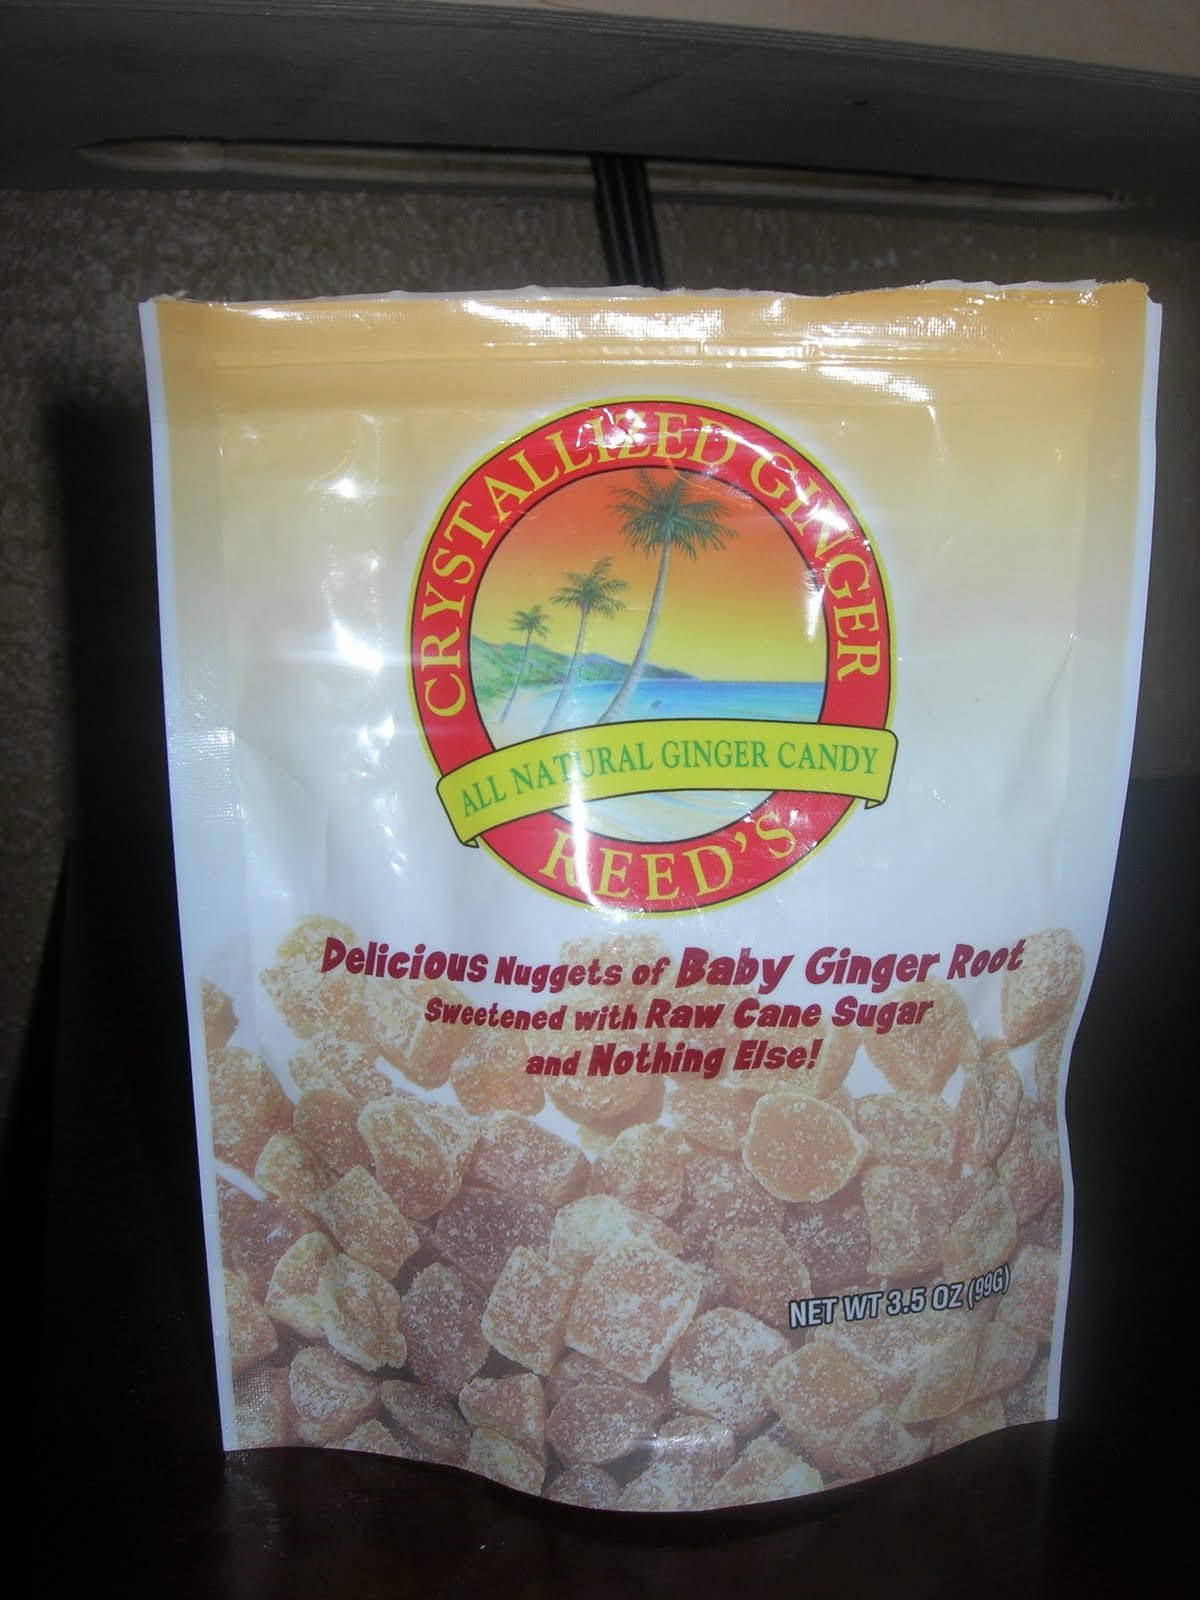 CRYSTALLIZED GINGER
ALL NATURAL GINGER CANDY
REED'S
Delicious Nuggets of Baby Ginger Root
Sweetened with Raw Cane Sugar
and Nothing Else!
NET WT 3.5 OZ (99G)